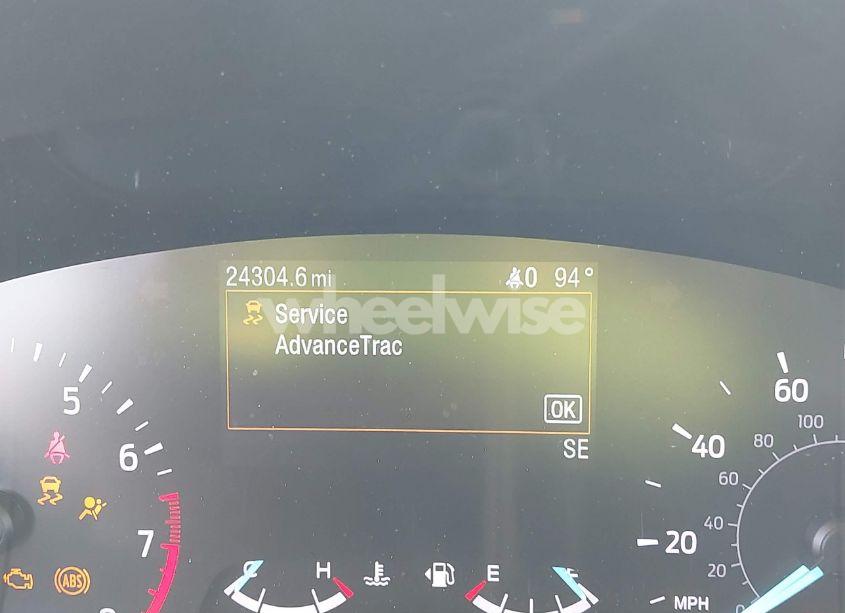 24304.6 mi 0 94°
wheelwise
Service
AdvanceTrac
OK
SE
5
6
7
60
40
20
MPH
100
80
60
40
20
C H
E F
ABS